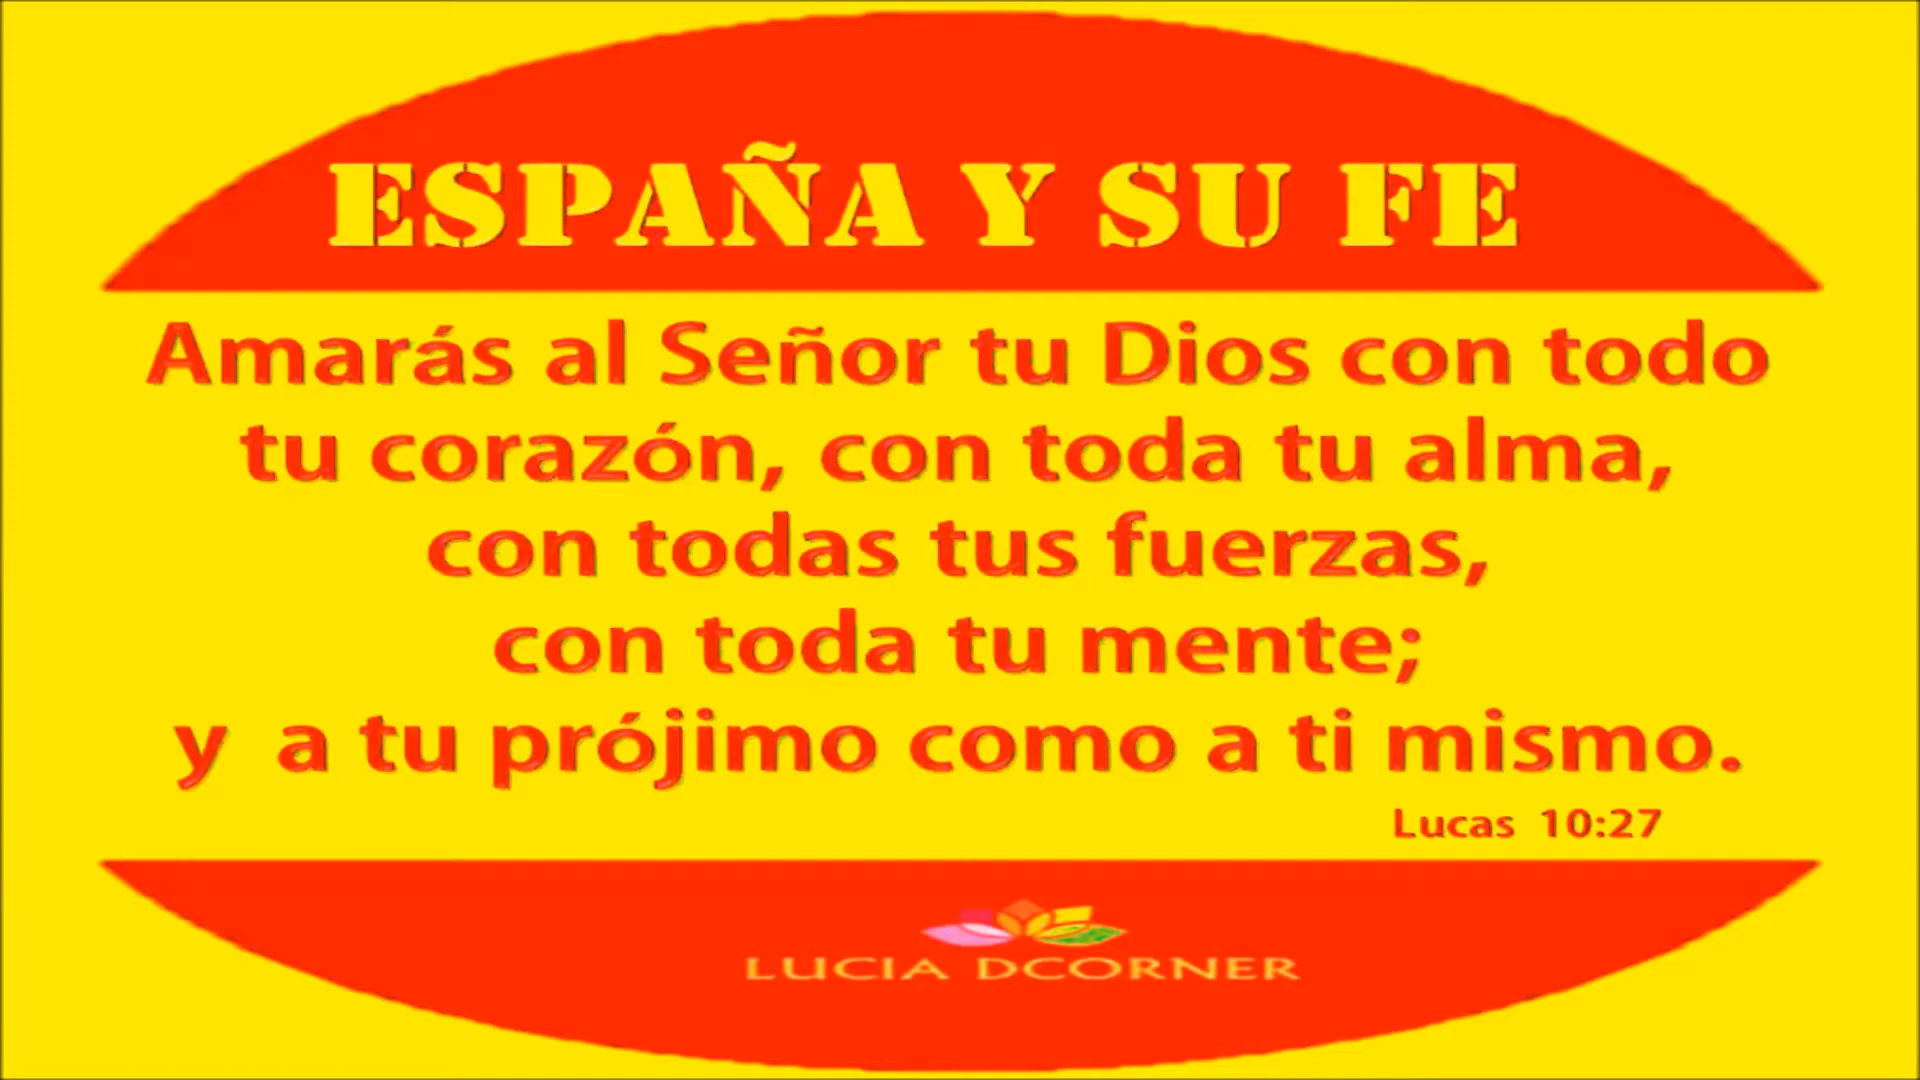 ESPAÑA Y SU FE
Amarás al Señor tu Dios con todo
tu corazón, con toda tu alma,
con todas tus fuerzas,
con toda tu mente;
y a tu prójimo como a ti mismo.
Lucas 10:27
LUCIA DCORNER